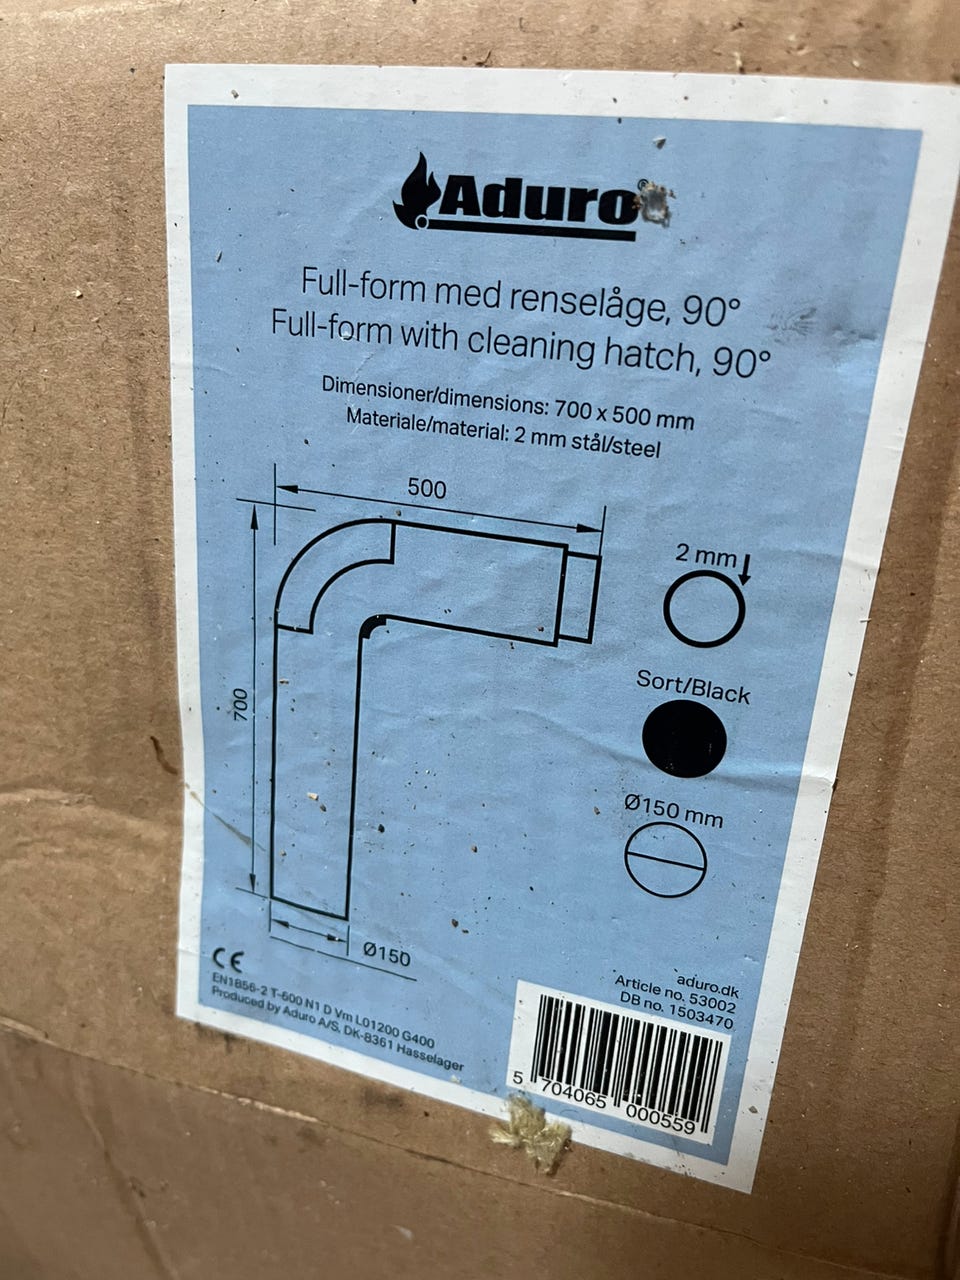 Aduro®
Full-form med renselåge, 90°
Full-form with cleaning hatch, 90°
Dimensioner/dimensions: 700 x 500 mm
Materiale/material: 2 mm stål/steel
500
2 mm
700
Sort/Black
Ø150 mm
Ø150
CE
EN1856-2 T-600 N1 D Vm L01200 G400
Produced by Aduro A/S, DK-8361 Hasselager
aduro.dk
Article no. 53002
DB no. 1503470
5 704065 000559